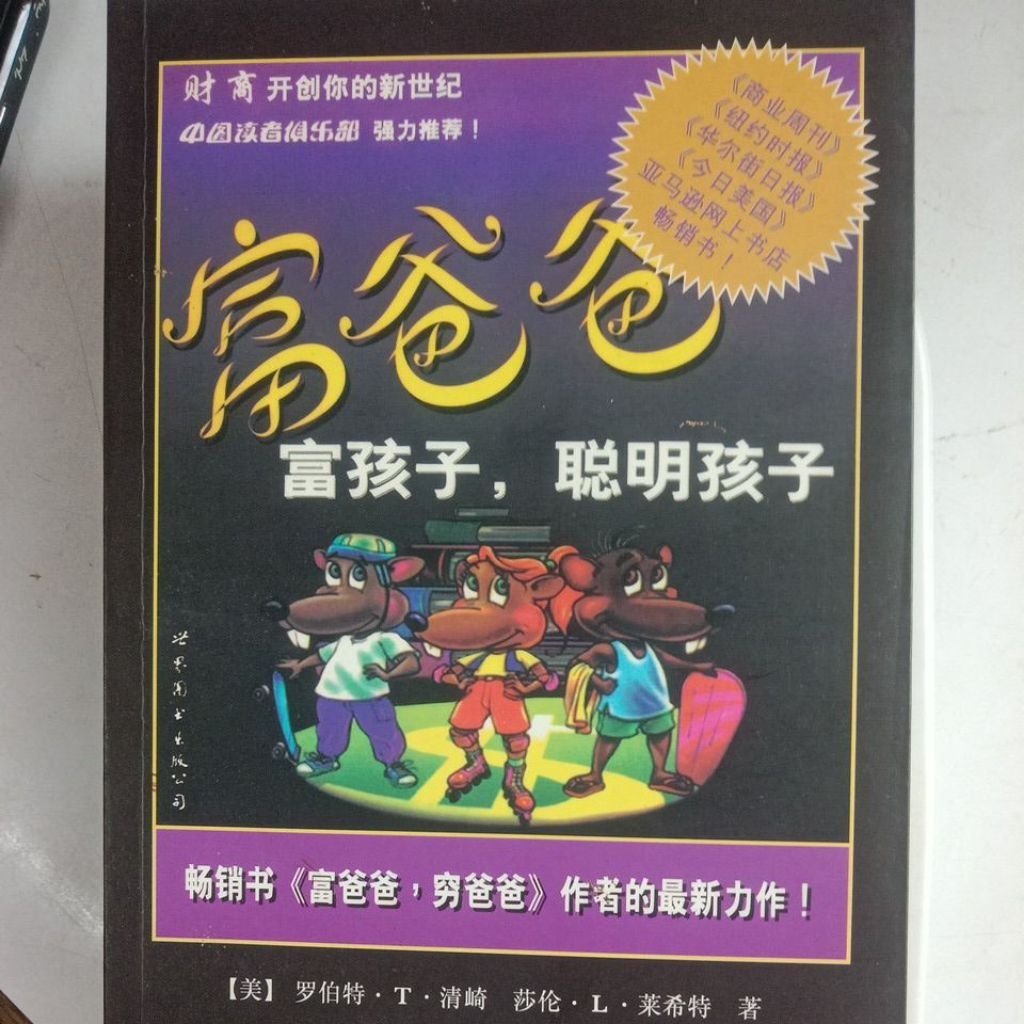 财商 开创你的新世纪
中国读者俱乐部 强力推荐！
《商业周刊》
《纽约时报》
《华尔街日报》
《今日美国》
亚马逊网上书店
畅销书！
富爸爸
富孩子，聪明孩子
世界图书出版公司
畅销书《富爸爸，穷爸爸》作者的最新力作！
【美】罗伯特·T·清崎 莎伦·L·莱希特 著